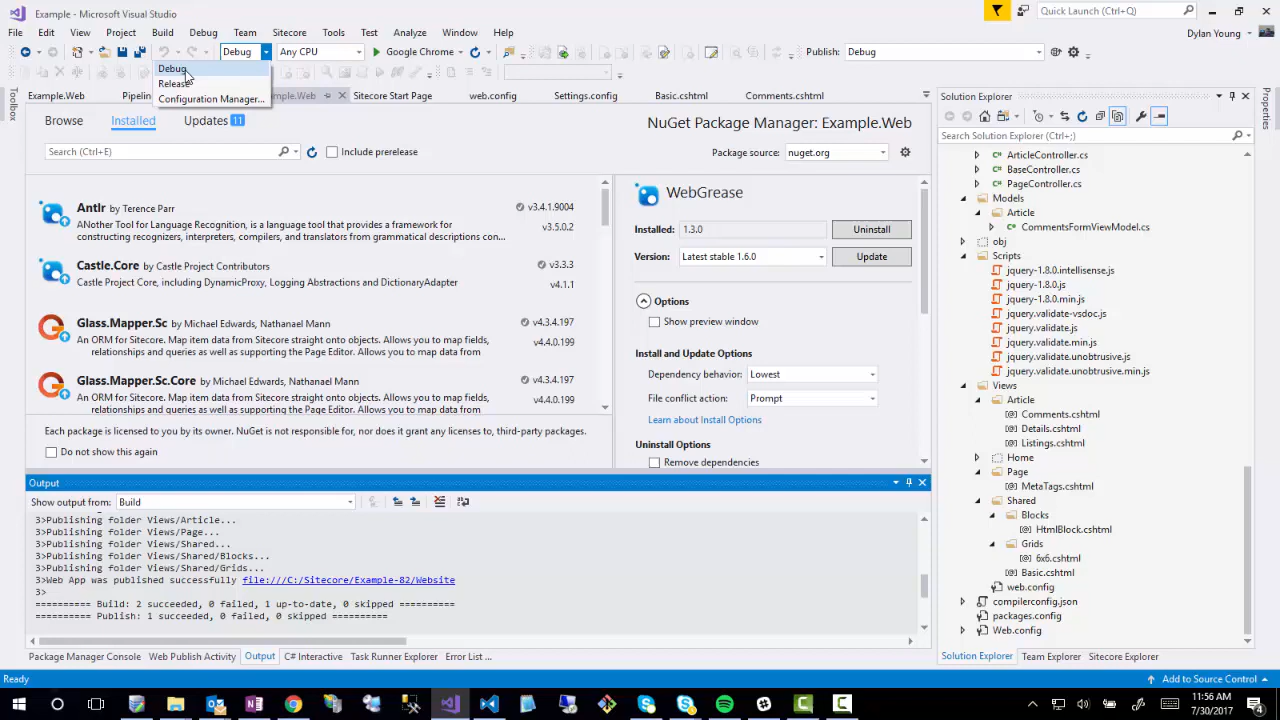 Example - Microsoft Visual Studio
Quick Launch (Ctrl+Q)
File Edit View Project Build Debug Team Sitecore Tools Test Analyze Window Help
Dylan Young
Debug Any CPU Google Chrome Publish: Debug
Debug
Release
Configuration Manager...
Example.Web Pipelin mple.Web Sitecore Start Page web.config Settings.config Basic.cshtml Comments.cshtml
Toolbox
Properties
Browse Installed Updates 11
NuGet Package Manager: Example.Web
Search (Ctrl+E) Include prerelease
Package source: nuget.org
Antlr by Terence Parr v3.4.1.9004
ANother Tool for Language Recognition, is a language tool that provides a framework for v3.5.0.2
constructing recognizers, interpreters, compilers, and translators from grammatical descriptions con...
Castle.Core by Castle Project Contributors v3.3.3
Castle Project Core, including DynamicProxy, Logging Abstractions and DictionaryAdapter v4.1.1
Glass.Mapper.Sc by Michael Edwards, Nathanael Mann v4.3.4.197
An ORM for Sitecore. Map item data from Sitecore straight onto objects. Allows you to map fields, v4.4.0.199
relationships and queries as well as supporting the Page Editor. Allows you to map data from
Glass.Mapper.Sc.Core by Michael Edwards, Nathanael Mann v4.3.4.197
An ORM for Sitecore. Map item data from Sitecore straight onto objects. Allows you to map fields, v4.4.0.199
relationships and queries as well as supporting the Page Editor. Allows you to map data from
Each package is licensed to you by its owner. NuGet is not responsible for, nor does it grant any licenses to, third-party packages.
Do not show this again
WebGrease
Installed: 1.3.0 Uninstall
Version: Latest stable 1.6.0 Update
Options
Show preview window
Install and Update Options
Dependency behavior: Lowest
File conflict action: Prompt
Learn about Install Options
Uninstall Options
Remove dependencies
Output
Show output from: Build
3>Publishing folder Views/Article...
3>Publishing folder Views/Page...
3>Publishing folder Views/Shared...
3>Publishing folder Views/Shared/Blocks...
3>Publishing folder Views/Shared/Grids...
3>Web App was published successfully file:///C:/Sitecore/Example-82/Website
3>
========== Build: 2 succeeded, 0 failed, 1 up-to-date, 0 skipped ==========
========== Publish: 1 succeeded, 0 failed, 0 skipped ==========
Package Manager Console Web Publish Activity Output C# Interactive Task Runner Explorer Error List ...
Solution Explorer
Search Solution Explorer (Ctrl+;)
ArticleController.cs
BaseController.cs
PageController.cs
Models
Article
CommentsFormViewModel.cs
obj
Scripts
jquery-1.8.0.intellisense.js
jquery-1.8.0.js
jquery-1.8.0.min.js
jquery.validate-vsdoc.js
jquery.validate.js
jquery.validate.min.js
jquery.validate.unobtrusive.js
jquery.validate.unobtrusive.min.js
Views
Article
Comments.cshtml
Details.cshtml
Listings.cshtml
Home
Page
MetaTags.cshtml
Shared
Blocks
HtmlBlock.cshtml
Grids
6x6.cshtml
Basic.cshtml
web.config
compilerconfig.json
packages.config
Web.config
Solution Explorer Team Explorer Sitecore Explorer
Ready
Add to Source Control
11:56 AM
7/30/2017